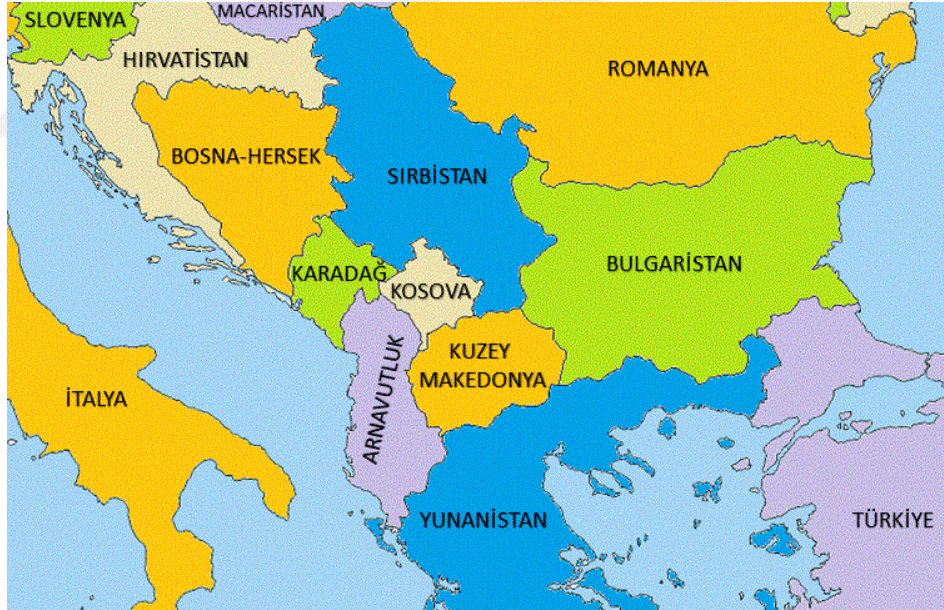 SLOVENYA
MACARİSTAN
HIRVATİSTAN
ROMANYA
BOSNA-HERSEK
SIRBİSTAN
KARADAĞ
KOSOVA
BULGARİSTAN
ARNAVUTLUK
KUZEY
MAKEDONYA
İTALYA
YUNANİSTAN
TÜRKİYE